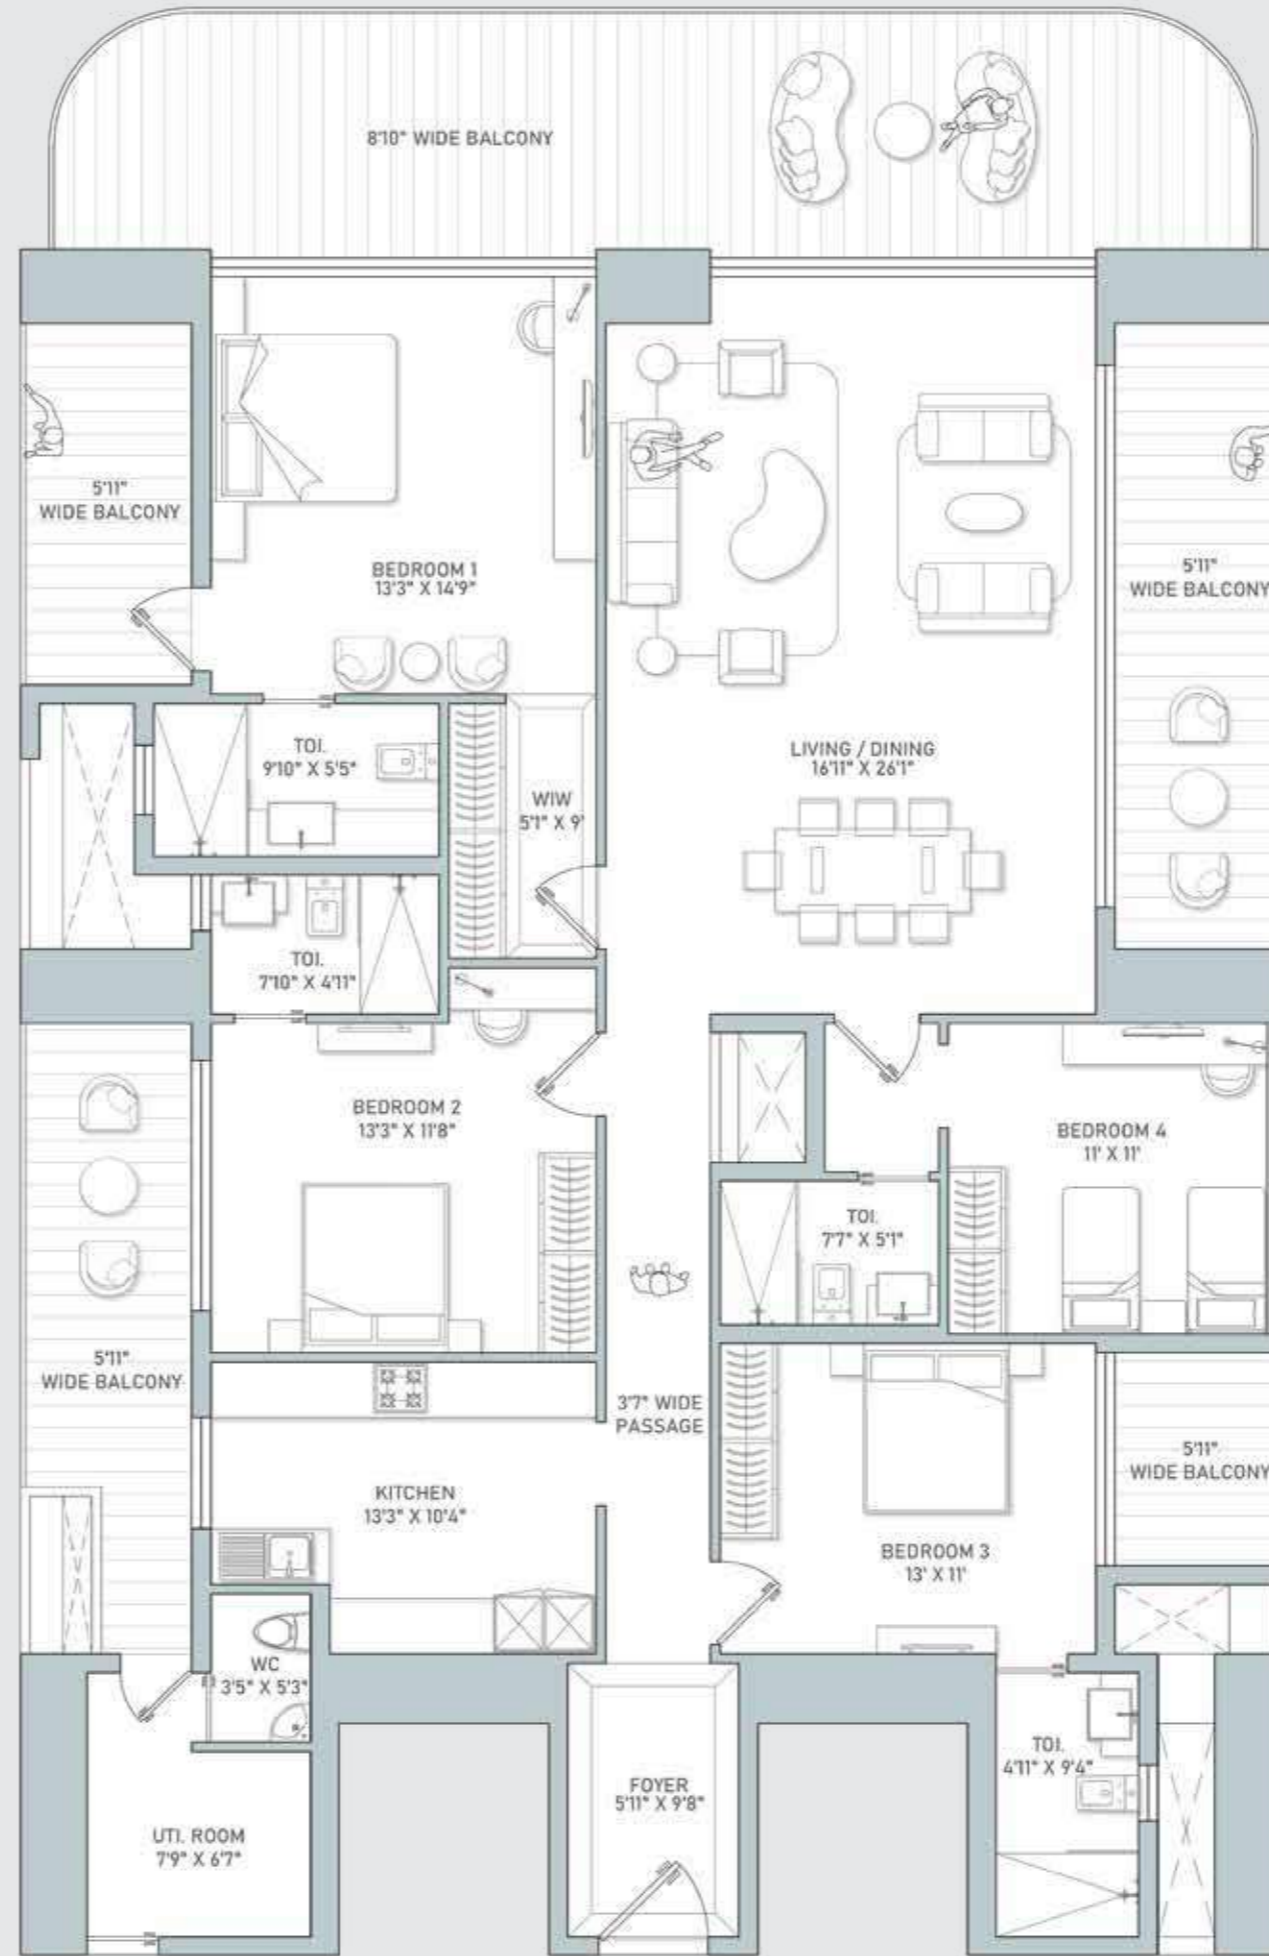 8'10" WIDE BALCONY
5'11"
WIDE BALCONY
BEDROOM 1
13'3" X 14'9"
5'11"
WIDE BALCONY
TOI.
9'10" X 5'5"
WIW
5'1" X 9'
LIVING / DINING
16'11" X 26'1"
TOI.
7'10" X 4'11"
BEDROOM 2
13'3" X 11'8"
BEDROOM 4
11' X 11'
TOI.
7'7" X 5'1"
5'11"
WIDE BALCONY
3'7" WIDE
PASSAGE
5'11"
WIDE BALCONY
KITCHEN
13'3" X 10'4"
BEDROOM 3
13' X 11'
WC
3'5" X 5'3"
TOI.
4'11" X 9'4"
FOYER
5'11" X 9'8"
UTI. ROOM
7'9" X 6'7"